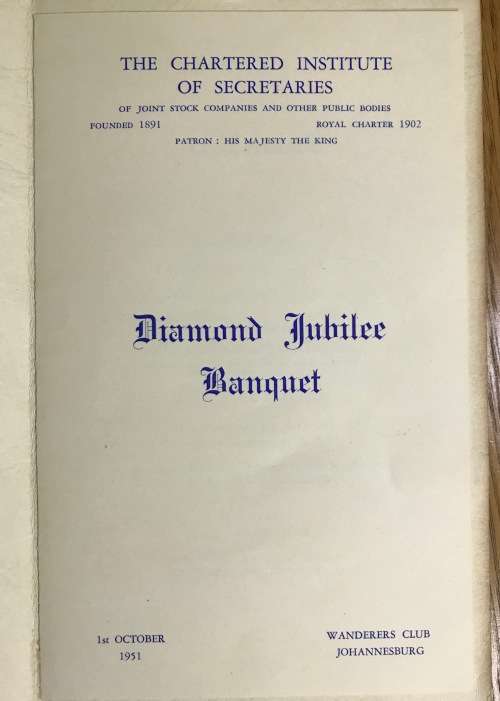 THE CHARTERED INSTITUTE
OF SECRETARIES
OF JOINT STOCK COMPANIES AND OTHER PUBLIC BODIES
FOUNDED 1891 ROYAL CHARTER 1902
PATRON : HIS MAJESTY THE KING
Diamond Jubilee
Banquet
1st OCTOBER WANDERERS CLUB
1951 JOHANNESBURG